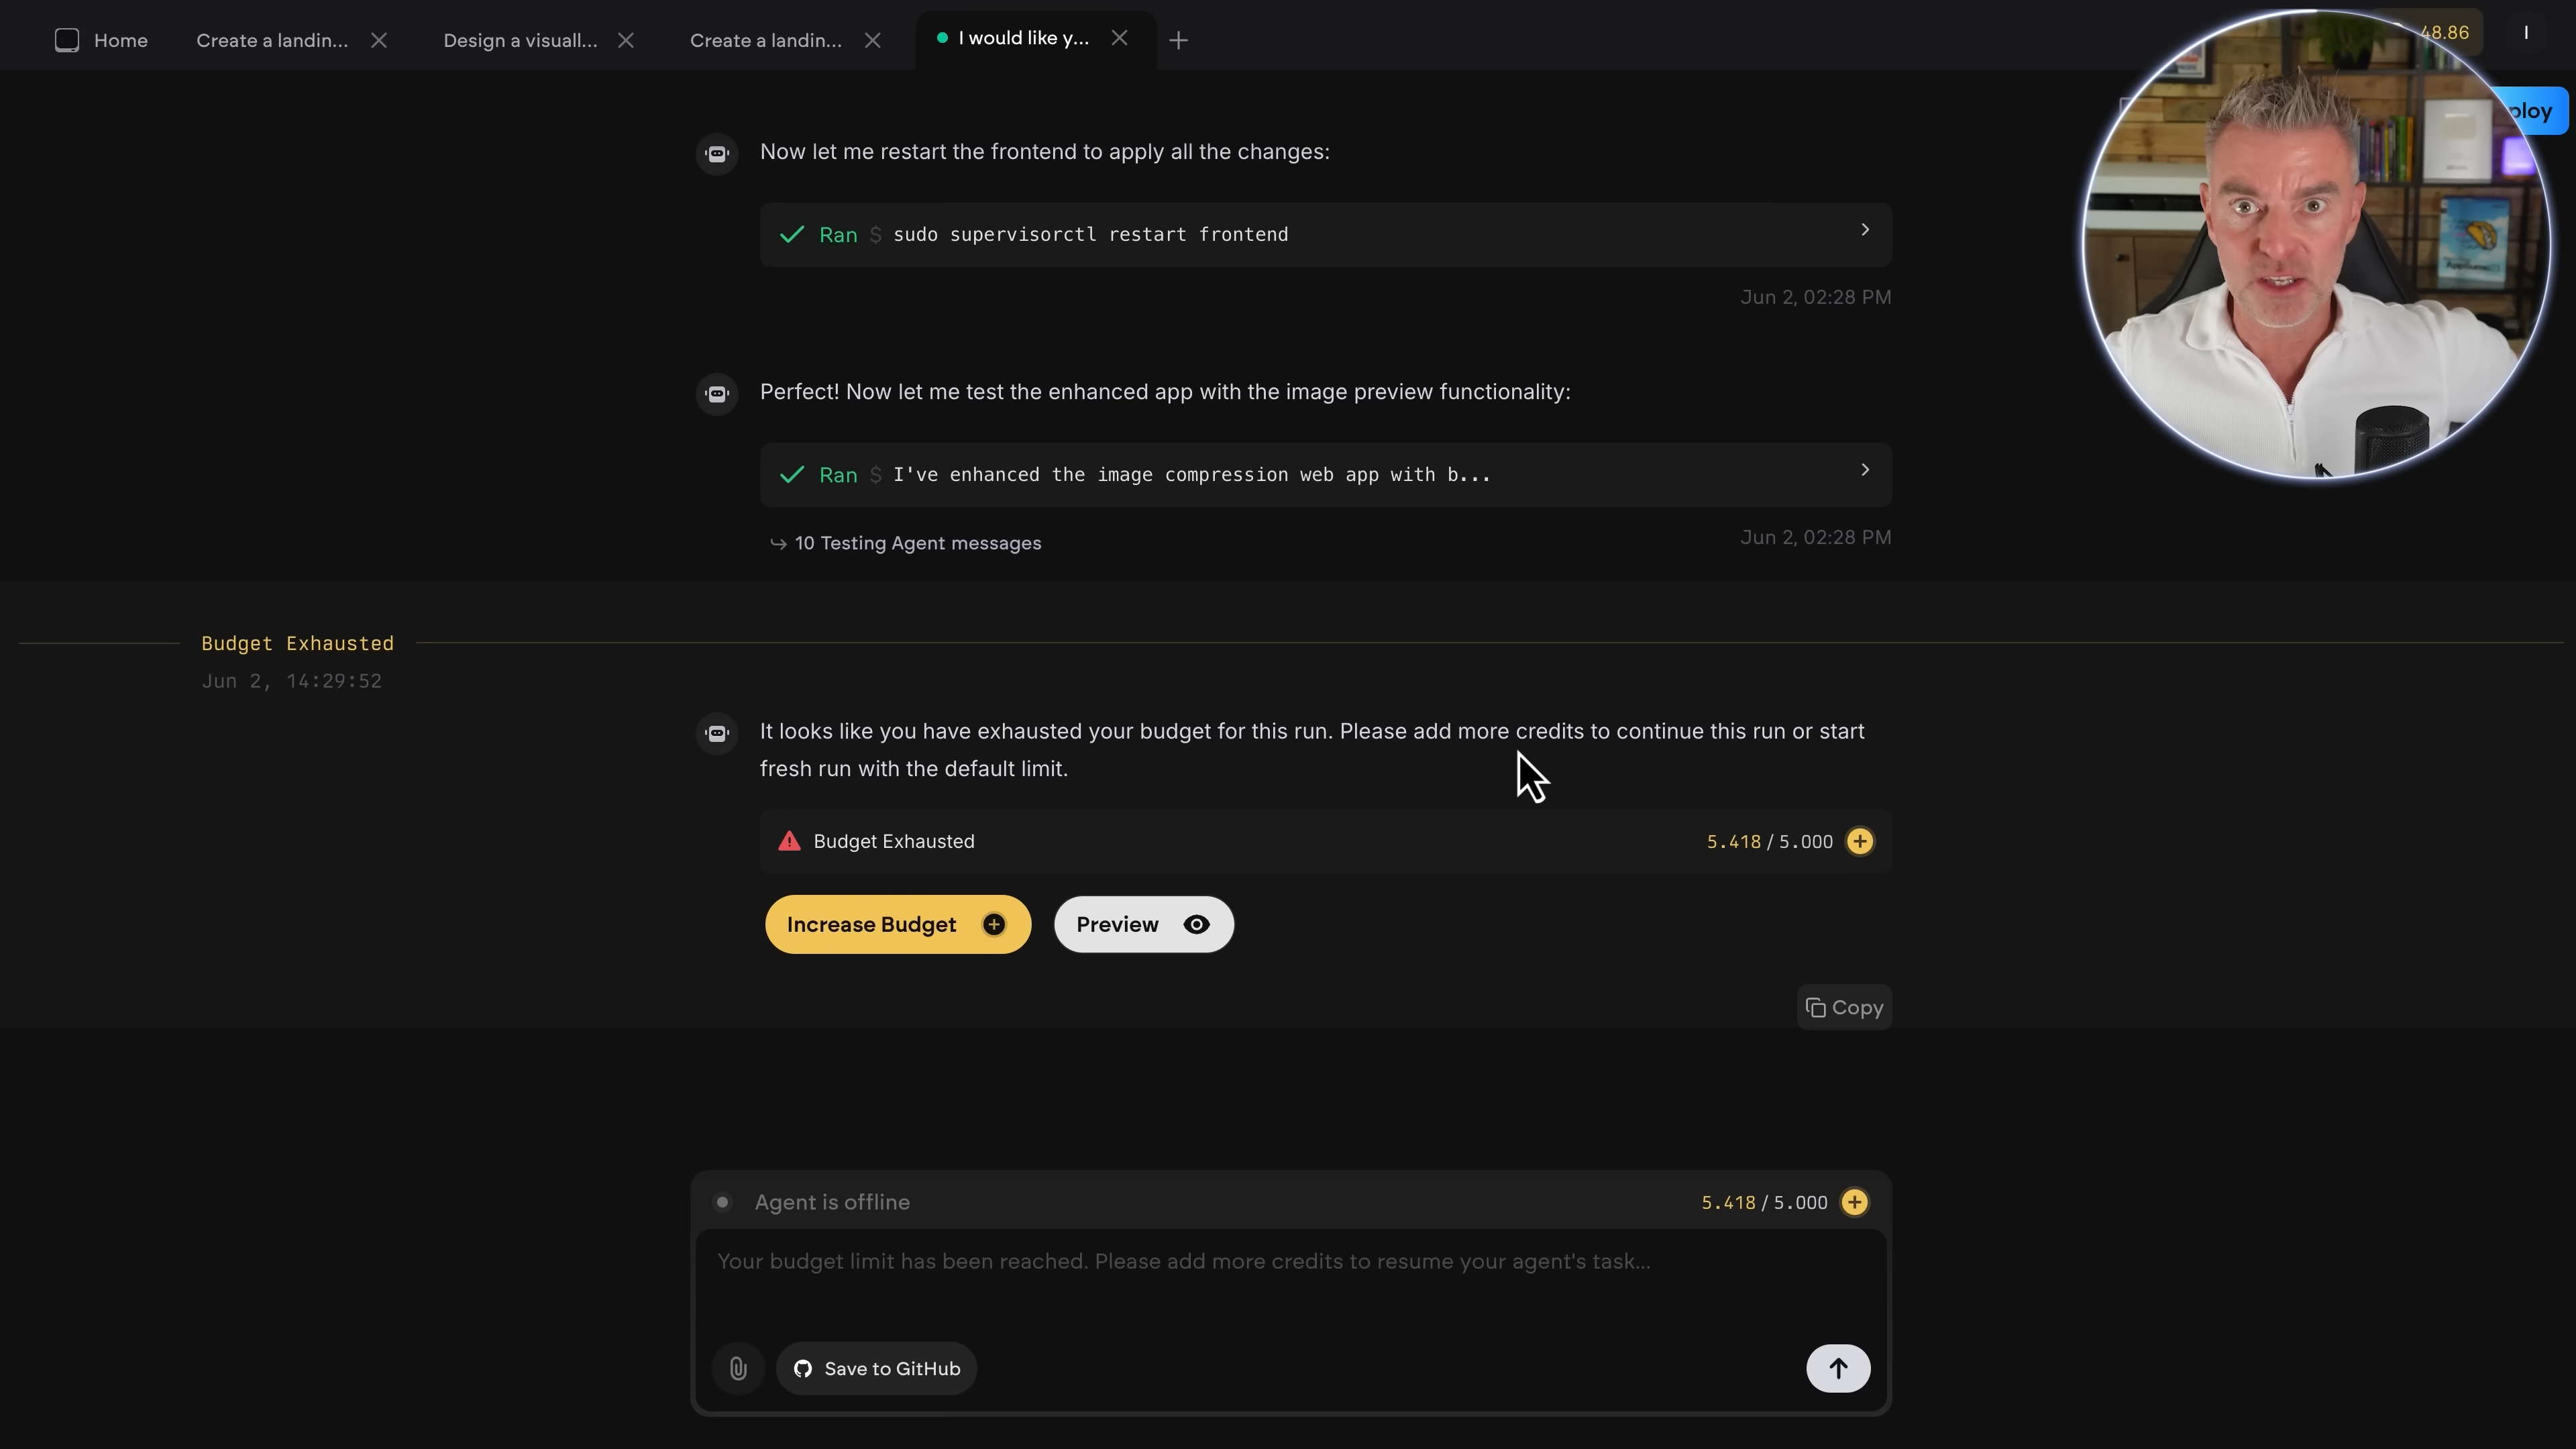 Home
Create a landin...
Design a visuall...
Create a landin...
I would like y...
48.86
I
ploy
Now let me restart the frontend to apply all the changes:
Ran $ sudo supervisorctl restart frontend
Jun 2, 02:28 PM
Perfect! Now let me test the enhanced app with the image preview functionality:
Ran $ I've enhanced the image compression web app with b...
10 Testing Agent messages
Jun 2, 02:28 PM
Budget Exhausted
Jun 2, 14:29:52
It looks like you have exhausted your budget for this run. Please add more credits to continue this run or start
fresh run with the default limit.
Budget Exhausted
5.418 / 5.000
Increase Budget
Preview
Copy
Agent is offline
5.418 / 5.000
Your budget limit has been reached. Please add more credits to resume your agent's task...
Save to GitHub